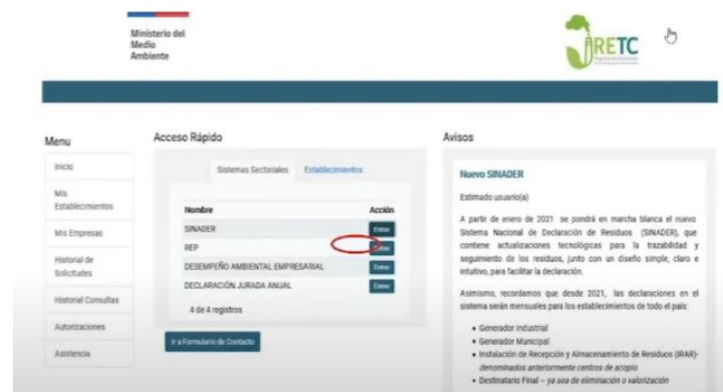 Ministerio del
Medio
Ambiente
RETC
Menu
Inicio
Mis
Establecimientos
Mis Empresas
Historial de
Solicitudes
Historial Consultas
Autorizaciones
Asistencia
Acceso Rápido
Sistemas Sectoriales Establecimientos
Nombre Acción
SINADER Entrar
REP Entrar
DESEMPEÑO AMBIENTAL EMPRESARIAL Entrar
DECLARACIÓN JURADA ANUAL Entrar
4 de 4 registros
Ir a Formulario de Contacto
Avisos
Nuevo SINADER
Estimado usuario(a)
A partir de enero de 2021 se pondrá en marcha blanca el nuevo
Sistema Nacional de Declaración de Residuos (SINADER), que
contiene actualizaciones tecnológicas para la trazabilidad y
seguimiento de los residuos, junto con un diseño simple, claro e
intuitivo, para facilitar la declaración.
Asimismo, recordamos que desde 2021, las declaraciones en el
sistema serán mensuales para los establecimientos de todo el país:
• Generador Industrial
• Generador Municipal
• Instalación de Recepción y Almacenamiento de Residuos (IRAR)-
denominados anteriormente centros de acopio
• Destinatario Final – ya sea de eliminación o valorización